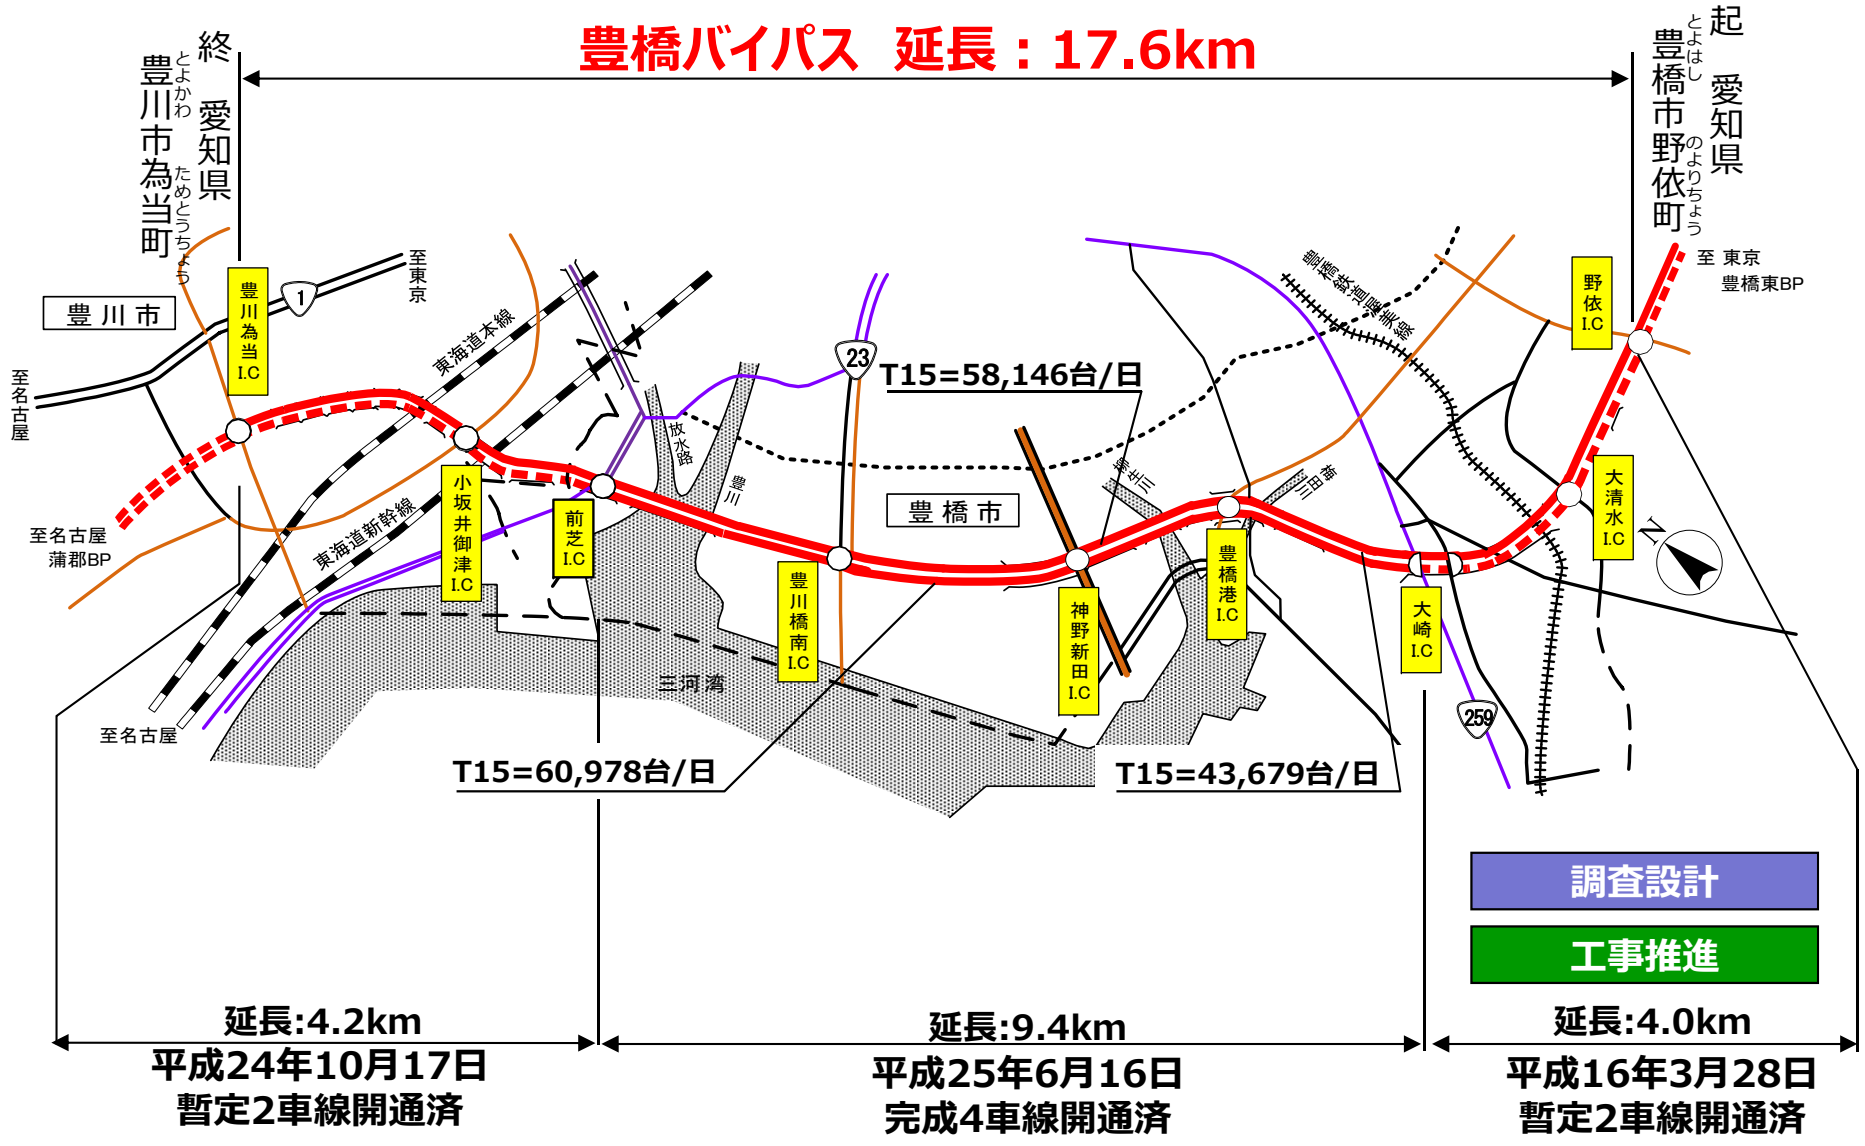 豊橋バイパス 延長：17.6km
起 愛知県
豊橋市野依町
とよはし のよりちょう
終 愛知県
豊川市為当町
とよかわ ためとうちょう
豊川市
1
至東京
至名古屋
豊川為当I.C
東海道本線
東海道新幹線
至名古屋
蒲郡BP
至名古屋
小坂井御津I.C
前芝I.C
放水路
豊川
23
T15=58,146台/日
豊橋市
豊川橋南I.C
三河湾
神野新田I.C
柳生川
豊橋港I.C
梅田川
豊橋鉄道渥美線
野依I.C
至 東京
豊橋東BP
大清水I.C
大崎I.C
N
259
T15=60,978台/日
T15=43,679台/日
調査設計
工事推進
延長:4.2km
平成24年10月17日
暫定2車線開通済
延長:9.4km
平成25年6月16日
完成4車線開通済
延長:4.0km
平成16年3月28日
暫定2車線開通済